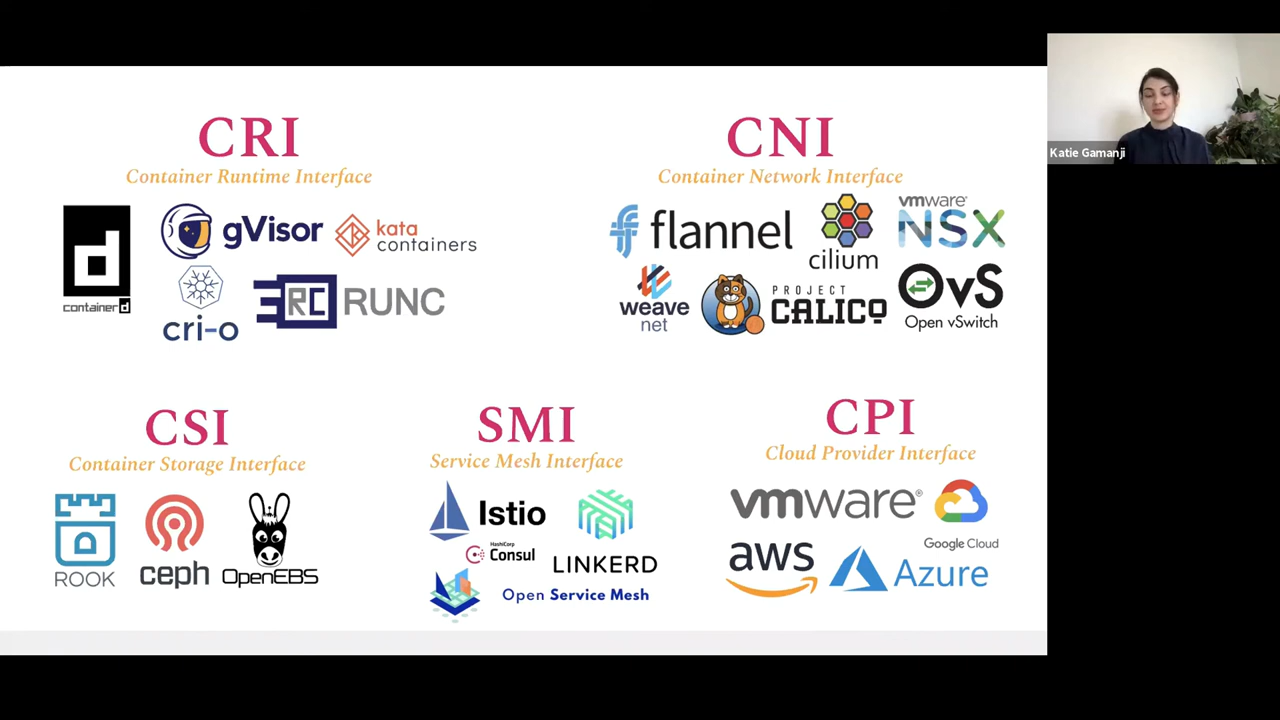 CRI
Container Runtime Interface
containerd
gVisor
kata
containers
cri-o
RC RUNC
CNI
Container Network Interface
flannel
cilium
vmware®
NSX
weave
net
PROJECT
CALICO
OVS
Open vSwitch
Katie Gamanji
CSI
Container Storage Interface
ROOK
ceph
OpenEBS
SMI
Service Mesh Interface
Istio
HashiCorp
Consul
LINKERD
Open Service Mesh
CPI
Cloud Provider Interface
vmware®
Google Cloud
aws
Azure